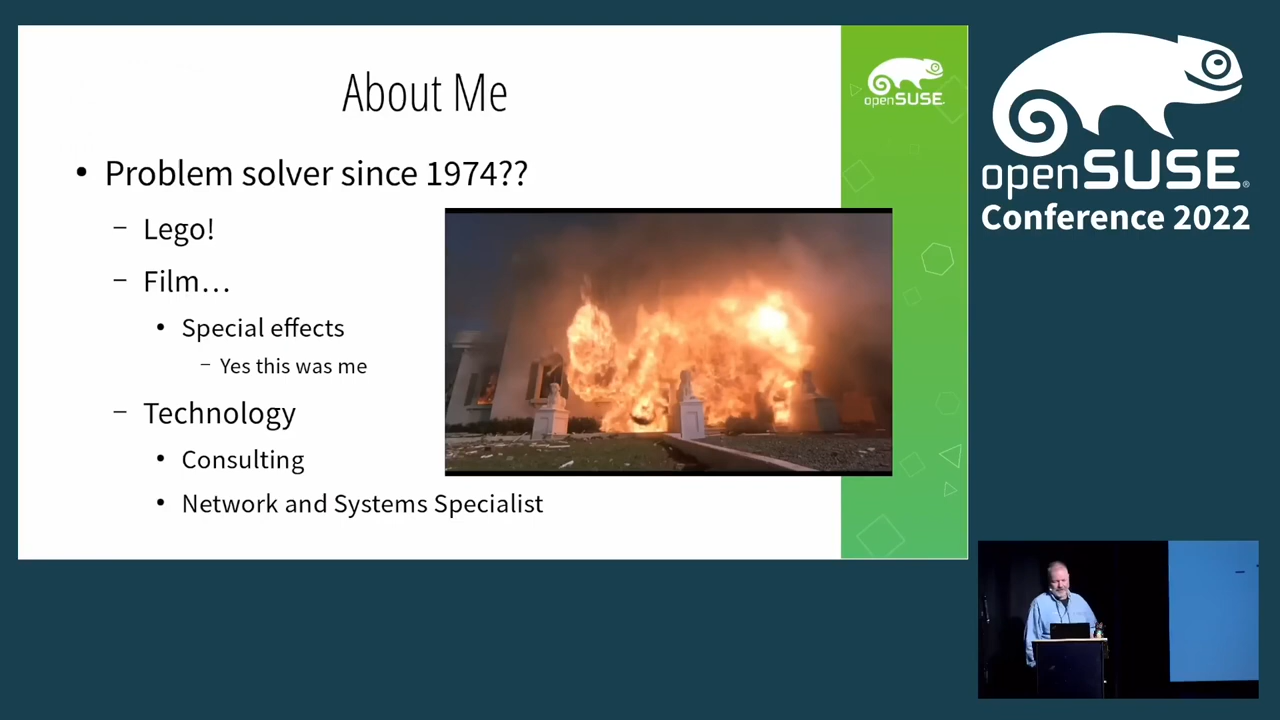 About Me
• Problem solver since 1974??
– Lego!
– Film…
• Special effects
– Yes this was me
– Technology
• Consulting
• Network and Systems Specialist
openSUSE
openSUSE®
Conference 2022